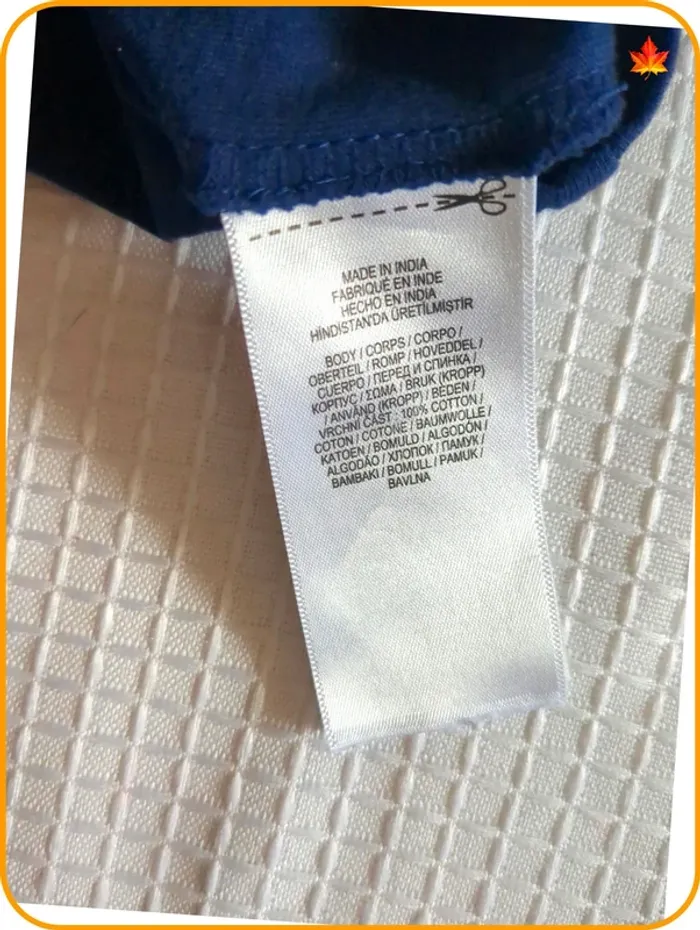 MADE IN INDIA
FABRIQUÉ EN INDE
HECHO EN INDIA
HİNDİSTAN'DA ÜRETİLMİŞTİR
BODY / CORPS / CORPO /
OBERTEIL / ROMP / HOVEDDEL /
CUERPO / ПЕРЕД И СПИНКА /
КОРПУС / ΣΩΜΑ / BRUK (KROPP)
/ ANVÄND (KROPP) / BEDEN /
VRCHNÍ ČÁST : 100% COTTON /
COTON / COTONE / BAUMWOLLE /
KATOEN / BOMULD / ALGODÓN /
ALGODÃO / ХЛОПОК / ПАМУК /
BAMBAKI / BOMULL / PAMUK /
BAVLNA